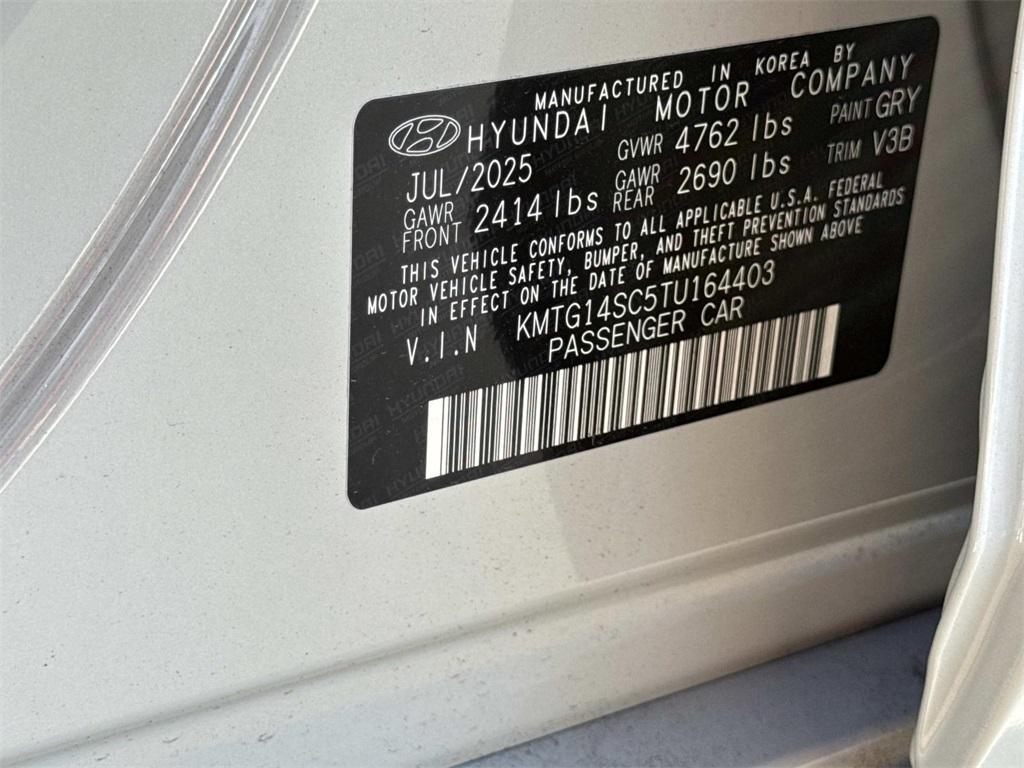 MANUFACTURED IN KOREA BY
HYUNDAI MOTOR COMPANY
JUL/2025 GVWR 4762 lbs PAINT GRY
GAWR FRONT 2414 lbs GAWR REAR 2690 lbs TRIM V3B
THIS VEHICLE CONFORMS TO ALL APPLICABLE U.S.A. FEDERAL
MOTOR VEHICLE SAFETY, BUMPER, AND THEFT PREVENTION STANDARDS
IN EFFECT ON THE DATE OF MANUFACTURE SHOWN ABOVE
V.I.N KMTG14SC5TU164403
PASSENGER CAR